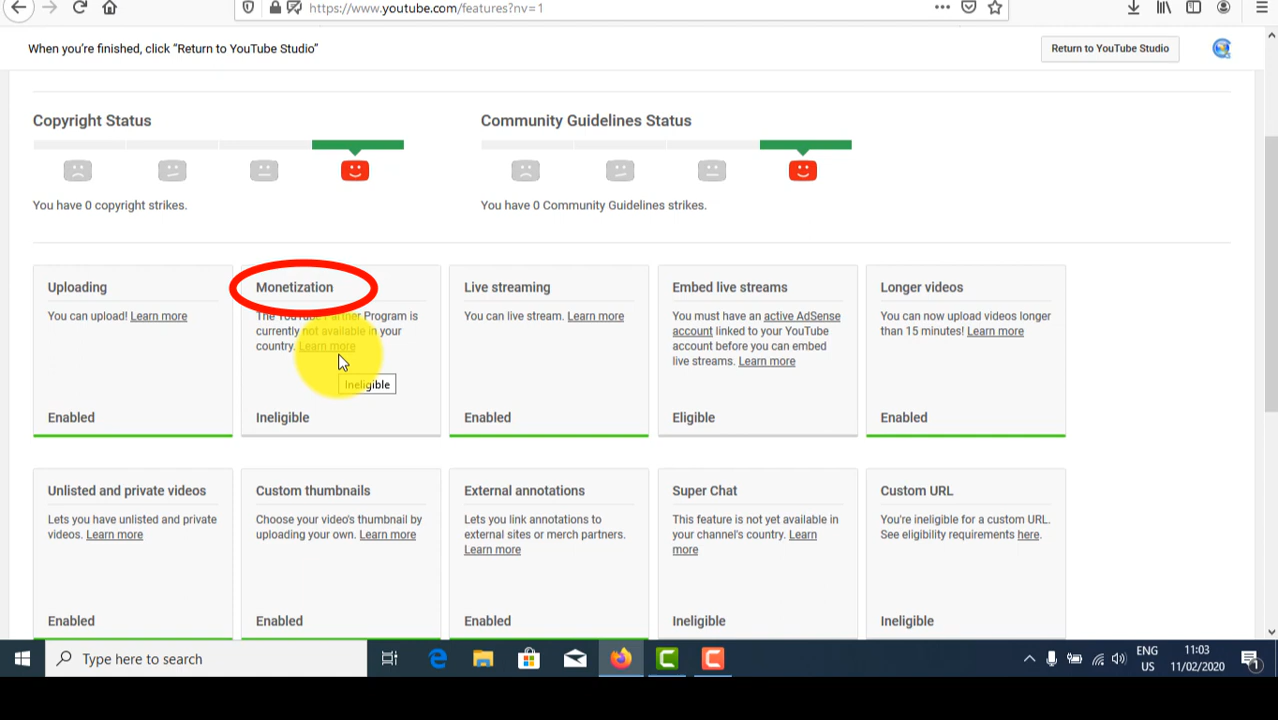 https://www.youtube.com/features?nv=1
When you're finished, click "Return to YouTube Studio"
Return to YouTube Studio
Copyright Status
Community Guidelines Status
You have 0 copyright strikes.
You have 0 Community Guidelines strikes.
Uploading
You can upload! Learn more
Enabled
Monetization
The YouTube Partner Program is
currently not available in your
country. Learn more
Ineligible
Ineligible
Live streaming
You can live stream. Learn more
Enabled
Embed live streams
You must have an active AdSense
account linked to your YouTube
account before you can embed
live streams. Learn more
Eligible
Longer videos
You can now upload videos longer
than 15 minutes! Learn more
Enabled
Unlisted and private videos
Lets you have unlisted and private
videos. Learn more
Enabled
Custom thumbnails
Choose your video's thumbnail by
uploading your own. Learn more
Enabled
External annotations
Lets you link annotations to
external sites or merch partners.
Learn more
Enabled
Super Chat
This feature is not yet available in
your channel's country. Learn
more
Ineligible
Custom URL
You're ineligible for a custom URL.
See eligibility requirements here.
Ineligible
Type here to search
ENG
US
11:03
11/02/2020
1